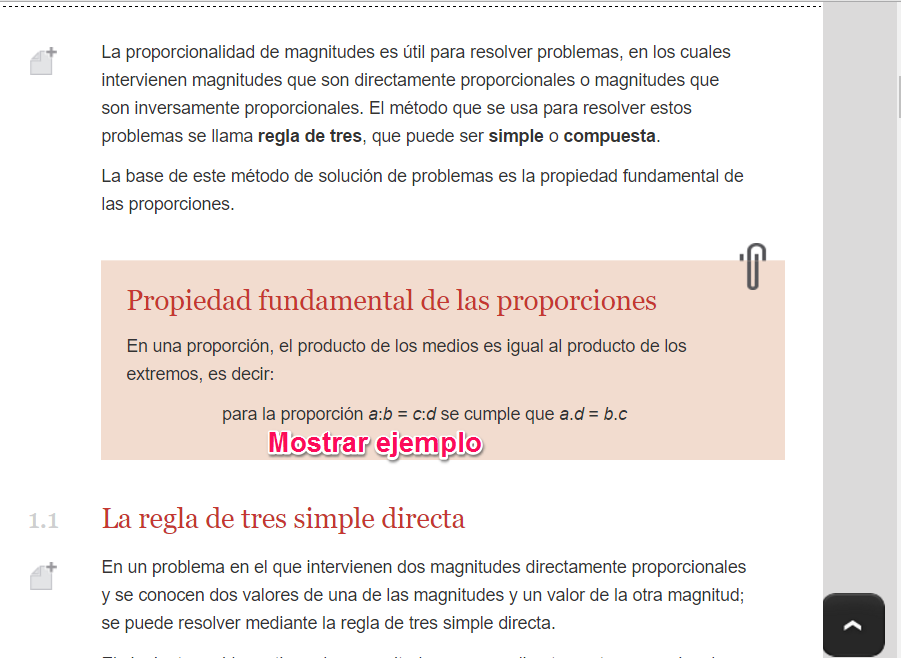 La proporcionalidad de magnitudes es útil para resolver problemas, en los cuales
intervienen magnitudes que son directamente proporcionales o magnitudes que
son inversamente proporcionales. El método que se usa para resolver estos
problemas se llama regla de tres, que puede ser simple o compuesta.
La base de este método de solución de problemas es la propiedad fundamental de
las proporciones.
Propiedad fundamental de las proporciones
En una proporción, el producto de los medios es igual al producto de los
extremos, es decir:
para la proporción a:b = c:d se cumple que a.d = b.c
Mostrar ejemplo
1.1 La regla de tres simple directa
En un problema en el que intervienen dos magnitudes directamente proporcionales
y se conocen dos valores de una de las magnitudes y un valor de la otra magnitud;
se puede resolver mediante la regla de tres simple directa.